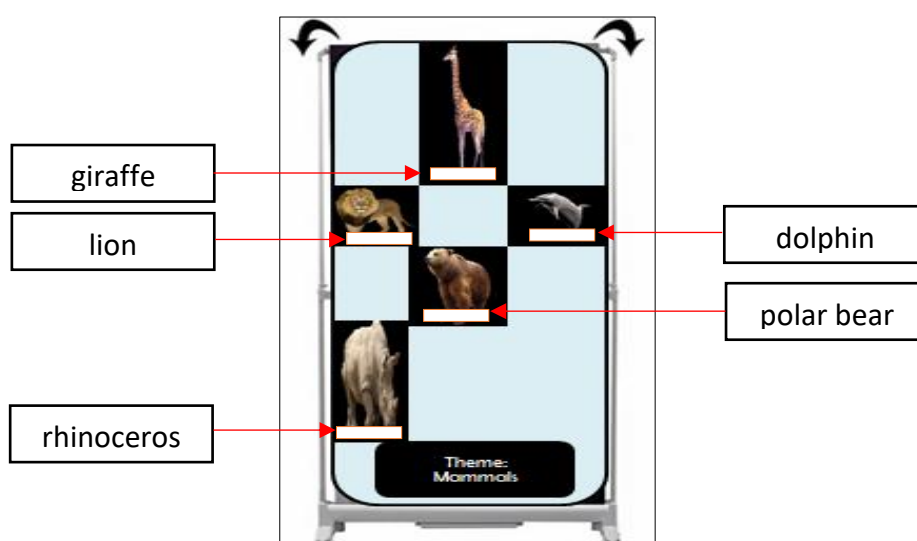 giraffe
lion
dolphin
polar bear
rhinoceros
Theme:
Mammals